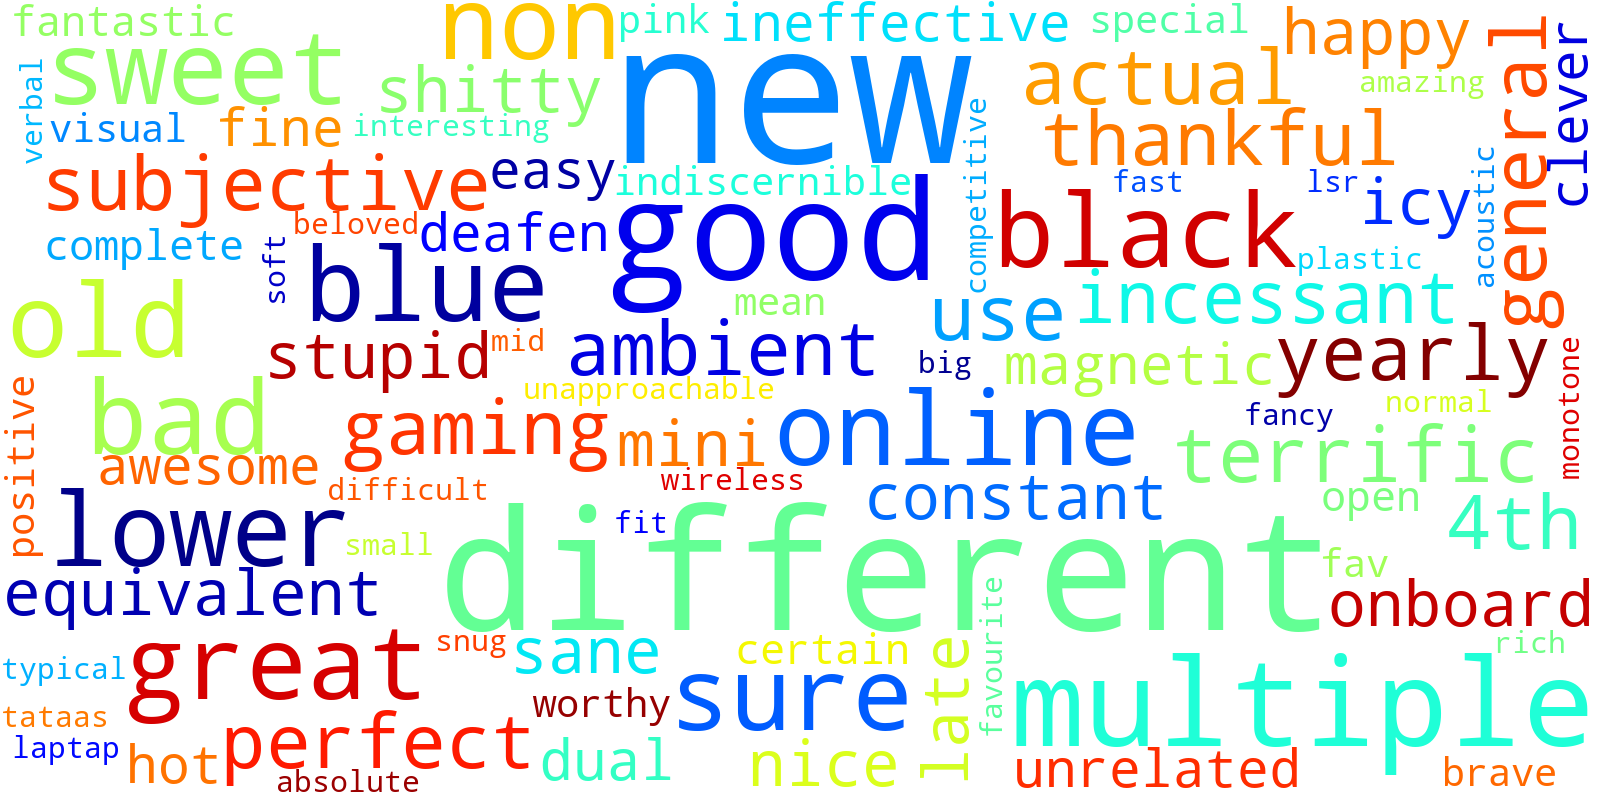 fantastic
non
pink
ineffective
special
happy
general
clever
sweet
shitty
new
actual
amazing
verbal
visual
fine
interesting
thankful
competitive
subjective
easy
indiscernible
fast
lsr
icy
acoustic
beloved
deafen
good
black
complete
soft
blue
plastic
old
mean
use
incessant
stupid
mid
ambient
big
magnetic
yearly
monotone
positive
bad
unapproachable
gaming
mini
online
fancy
normal
awesome
terrific
difficult
wireless
constant
open
4th
lower
small
fit
different
fav
equivalent
favourite
onboard
great
snug
sane
certain
late
rich
typical
worthy
sure
multiple
tataas
laptap
hot
perfect
absolute
dual
nice
unrelated
brave